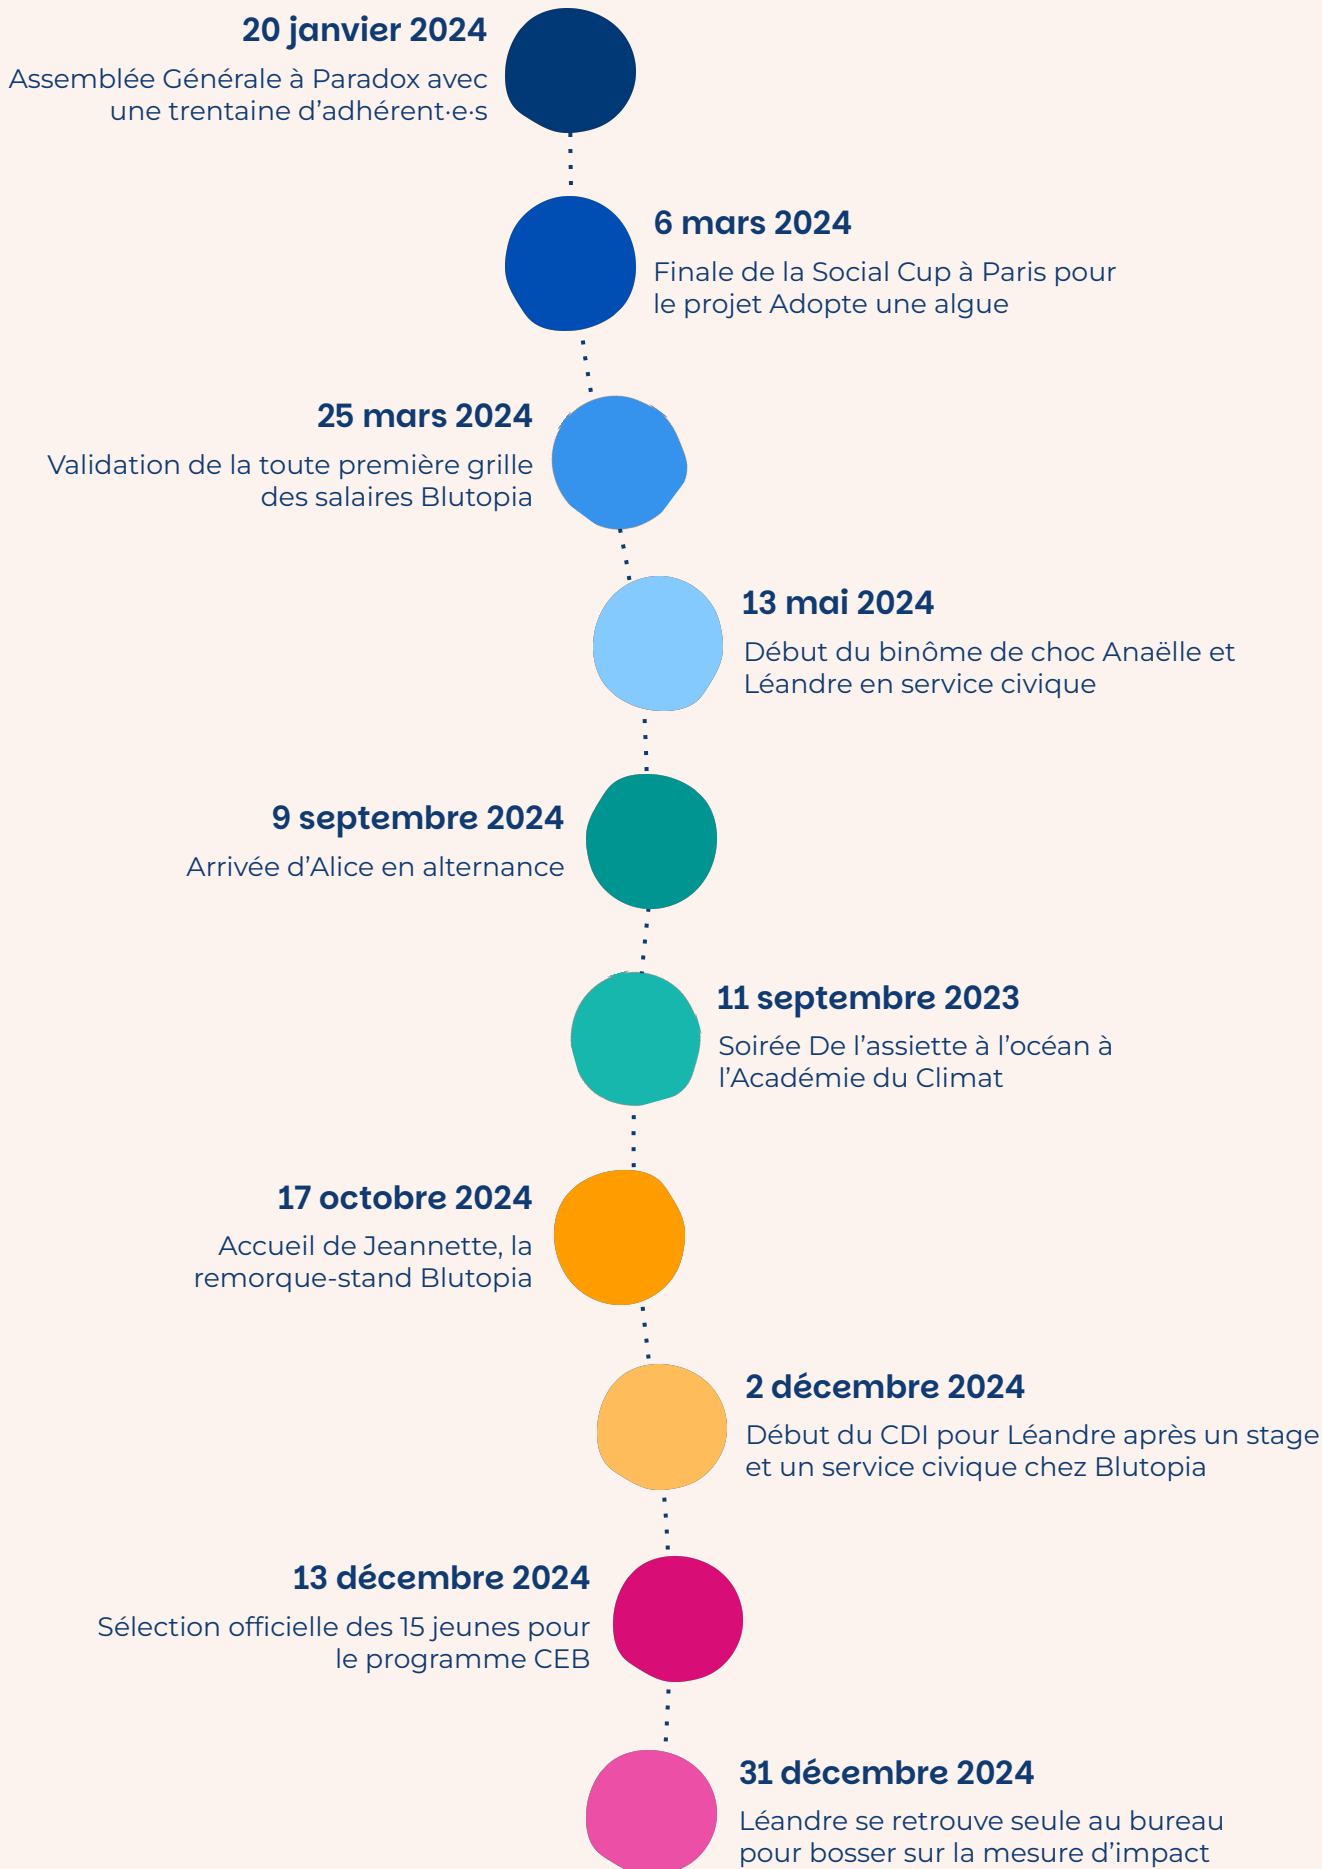 20 janvier 2024
Assemblée Générale à Paradox avec
une trentaine d'adhérent·e·s
6 mars 2024
Finale de la Social Cup à Paris pour
le projet Adopte une algue
25 mars 2024
Validation de la toute première grille
des salaires Blutopia
13 mai 2024
Début du binôme de choc Anaëlle et
Léandre en service civique
9 septembre 2024
Arrivée d'Alice en alternance
11 septembre 2023
Soirée De l'assiette à l'océan à
l'Académie du Climat
17 octobre 2024
Accueil de Jeannette, la
remorque-stand Blutopia
2 décembre 2024
Début du CDI pour Léandre après un stage
et un service civique chez Blutopia
13 décembre 2024
Sélection officielle des 15 jeunes pour
le programme CEB
31 décembre 2024
Léandre se retrouve seule au bureau
pour bosser sur la mesure d'impact